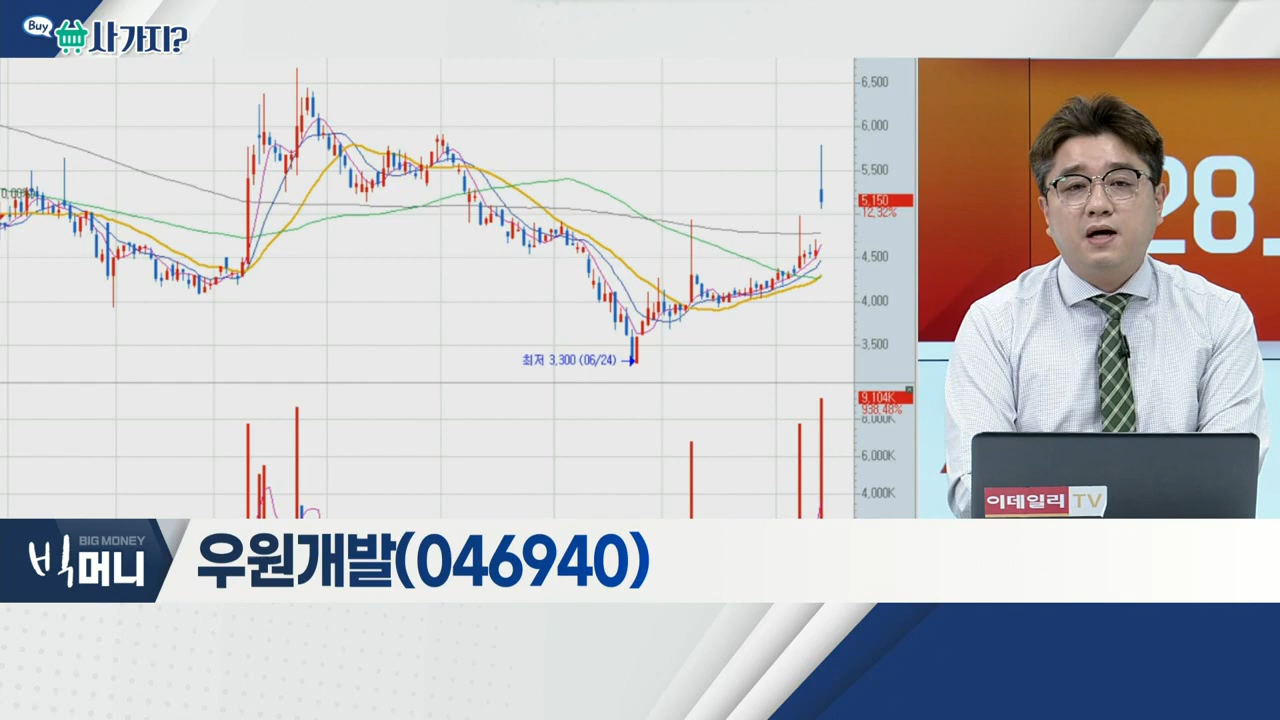 Buy
사 가지?
6,500
6,000
5,500
5,150
12,32%
4,500
4,000
3,500
최저 3,300 (06/24)
9,104K
938,48%
8,000K
6,000K
4,000K
28.
이데일리 TV
BIG MONEY
빅머니
우원개발(046940)